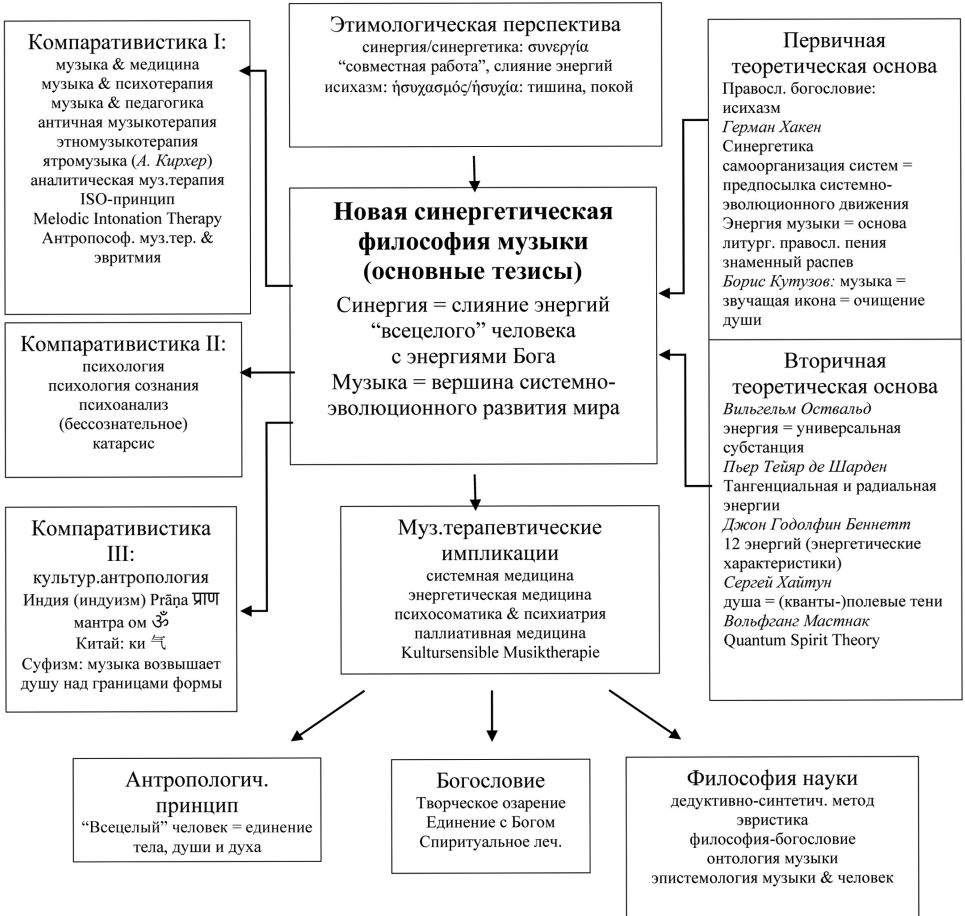 Этимологическая перспектива
синергия/синергетика: συνεργία
“совместная работа”, слияние энергий
исихазм: ἡσυχασμός/ἡσυχία: тишина, покой
Компаративистика I:
музыка & медицина
музыка & психотерапия
музыка & педагогика
античная музыкотерапия
этномузыкотерапия
ятромузыка (А. Кирхер)
аналитическая муз.терапия
ISO-принцип
Melodic Intonation Therapy
Антропософ. муз.тер. &
эвритмия
Компаративистика II:
психология
психология сознания
психоанализ
(бессознательное)
катарсис
Компаративистика
III:
культур.антропология
Индия (индуизм) Prāṇa प्राण
мантра ом ॐ
Китай: ки 气
Суфизм: музыка возвышает
душу над границами формы
Новая синергетическая
философия музыки
(основные тезисы)
Синергия = слияние энергий
“всецелого” человека
с энергиями Бога
Музыка = вершина системно-
эволюционного развития мира
Первичная
теоретическая основа
Правосл. богословие:
исихазм
Герман Хакен
Синергетика
самоорганизация систем =
предпосылка системно-
эволюционного движения
Энергия музыки = основа
литург. правосл. пения
знаменный распев
Борис Кутузов: музыка =
звучащая икона = очищение
души
Вторичная
теоретическая основа
Вильгельм Оствальд
энергия = универсальная
субстанция
Пьер Тейяр де Шарден
Тангенциальная и радиальная
энергии
Джон Годолфин Беннетт
12 энергий (энергетические
характеристики)
Сергей Хайтун
душа = (кванты-)полевые тени
Вольфганг Мастнак
Quantum Spirit Theory
Муз.терапевтические
импликации
системная медицина
энергетическая медицина
психосоматика & психиатрия
паллиативная медицина
Kultursensible Musiktherapie
Антропологич.
принцип
“Всецелый” человек = единение
тела, души и духа
Богословие
Творческое озарение
Единение с Богом
Спиритуальное леч.
Философия науки
дедуктивно-синтетич. метод
эвристика
философия-богословие
онтология музыки
эпистемология музыки & человек